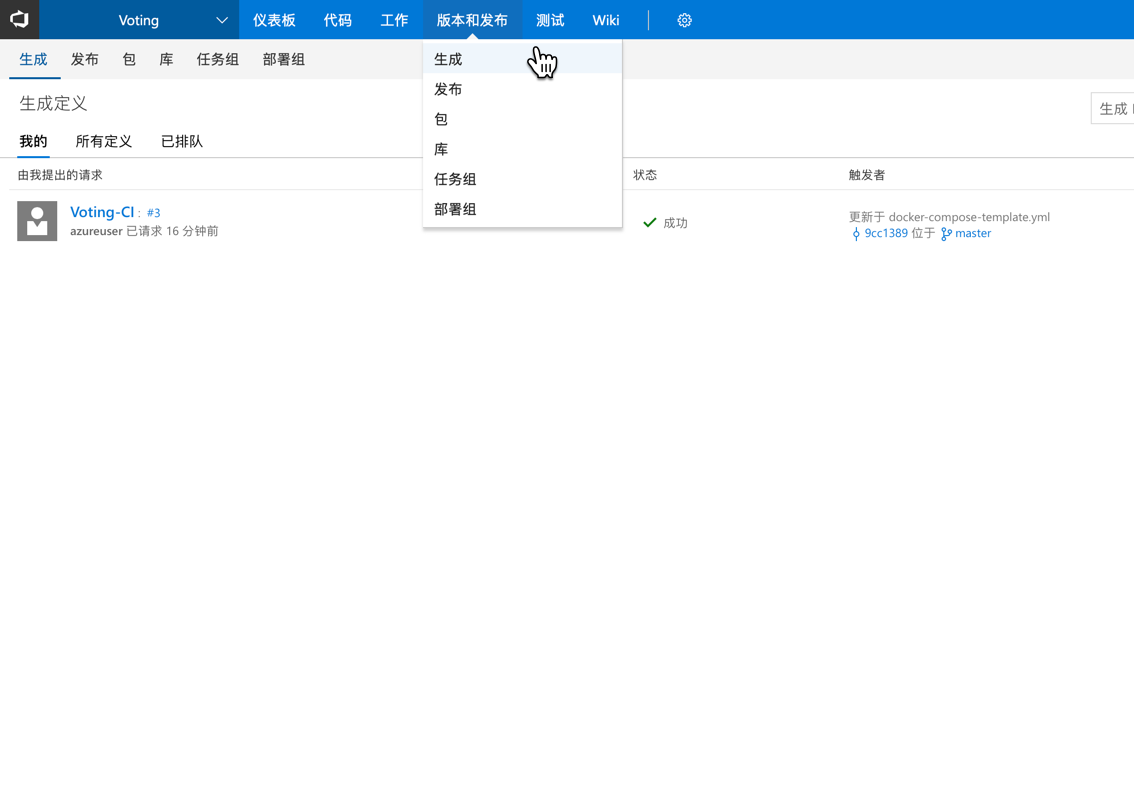 Voting 仪表板 代码 工作 版本和发布 测试 Wiki
生成 发布 包 库 任务组 部署组
生成
发布
包
库
任务组
部署组
生成定义
生成
我的 所有定义 已排队
由我提出的请求 状态 触发者
Voting-CI : #3
azureuser 已请求 16 分钟前
成功
更新于 docker-compose-template.yml
9cc1389 位于 master